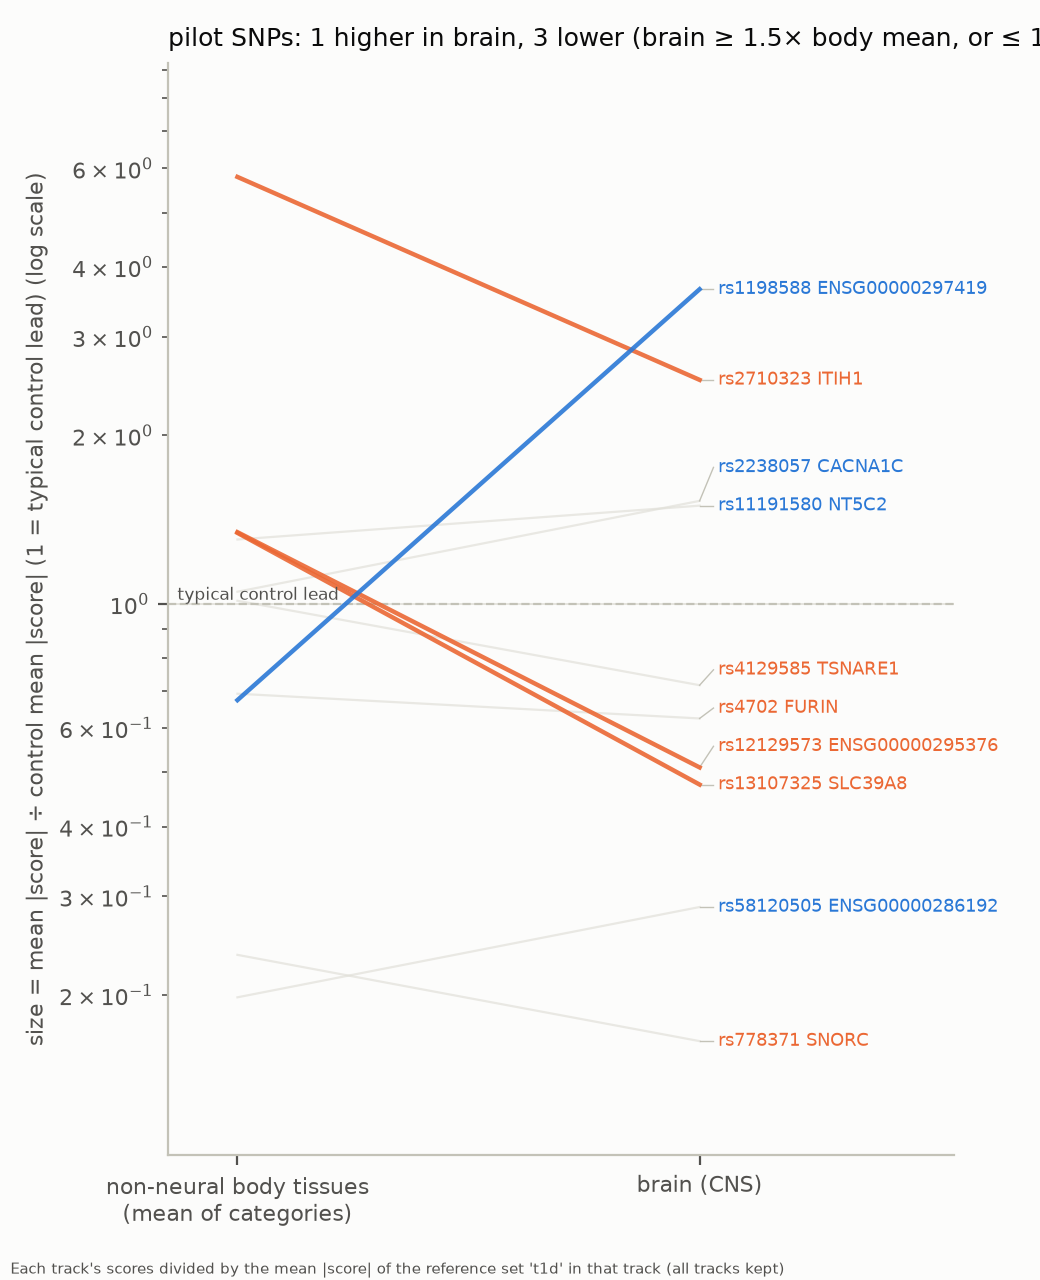 pilot SNPs: 1 higher in brain, 3 lower (brain ≥ 1.5× body mean, or ≤ 1
size = mean |score| ÷ control mean |score| (1 = typical control lead) (log scale)
6 × 10⁰
4 × 10⁰
3 × 10⁰
2 × 10⁰
10⁰
6 × 10⁻¹
4 × 10⁻¹
3 × 10⁻¹
2 × 10⁻¹
typical control lead
rs1198588 ENSG00000297419
rs2710323 ITIH1
rs2238057 CACNA1C
rs11191580 NT5C2
rs4129585 TSNARE1
rs4702 FURIN
rs12129573 ENSG00000295376
rs13107325 SLC39A8
rs58120505 ENSG00000286192
rs778371 SNORC
non-neural body tissues
(mean of categories)
brain (CNS)
Each track's scores divided by the mean |score| of the reference set 't1d' in that track (all tracks kept)